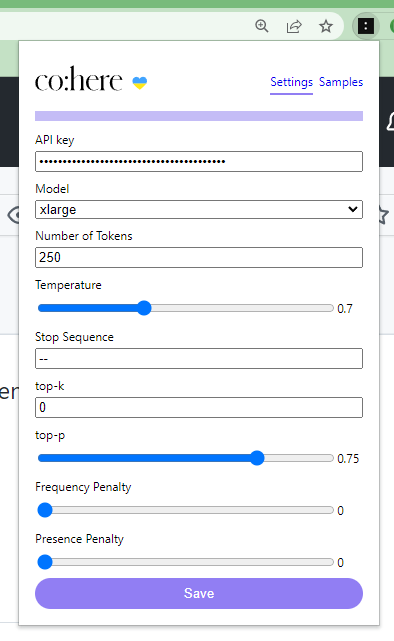 co:here
Settings Samples
API key
••••••••••••••••••••••••••••••••••••••••
Model
xlarge
Number of Tokens
250
Temperature
0.7
Stop Sequence
--
top-k
0
top-p
0.75
Frequency Penalty
0
Presence Penalty
0
Save